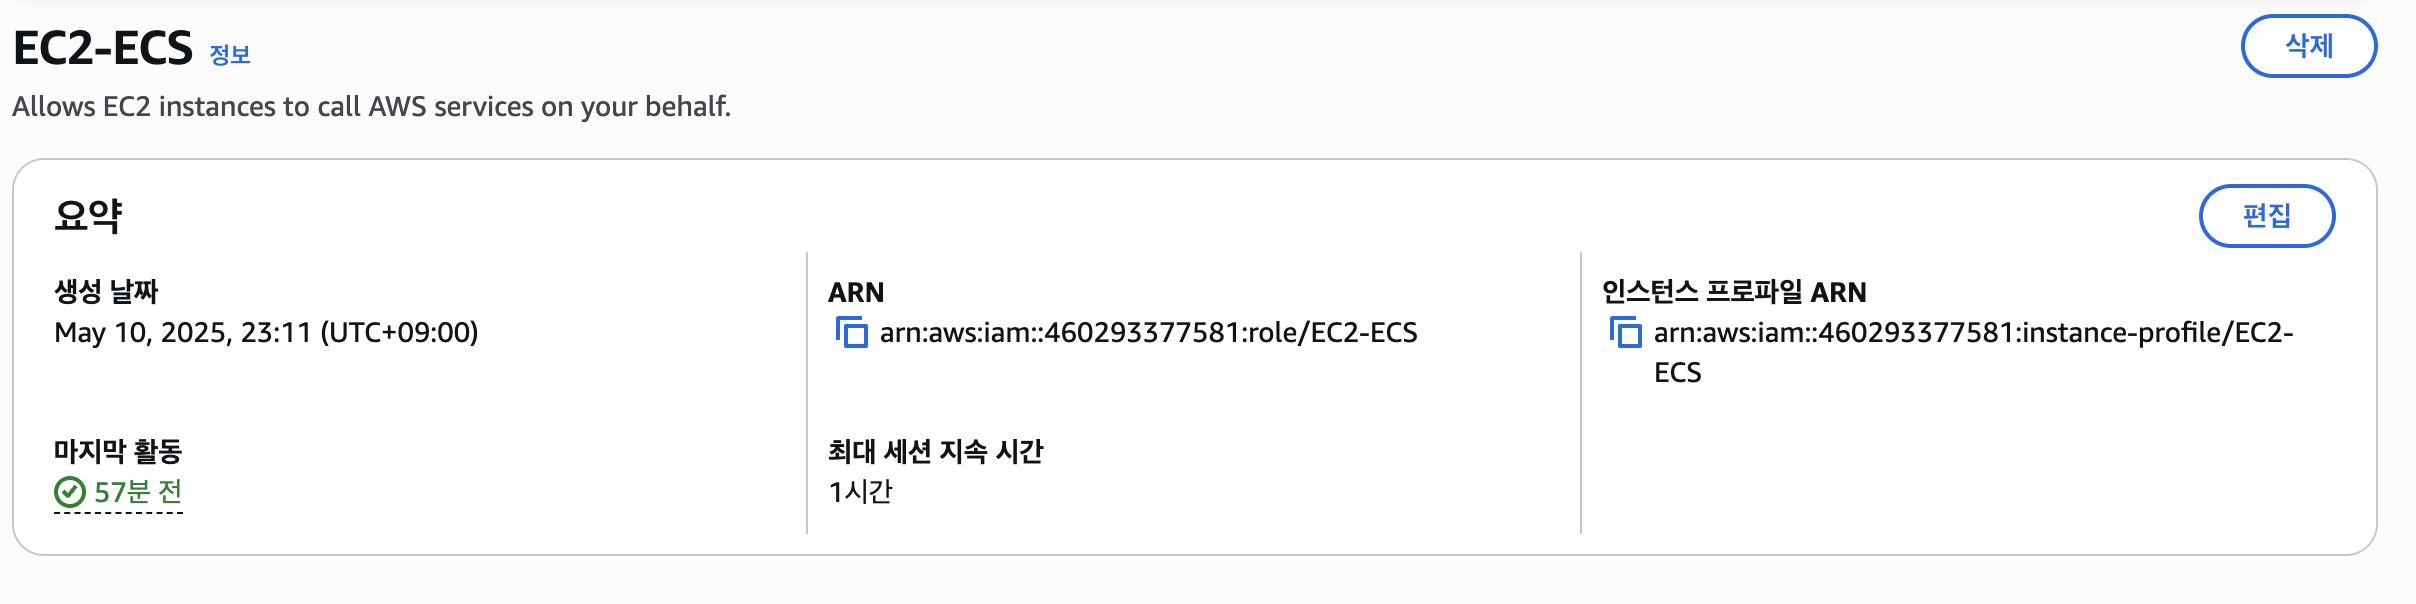 EC2-ECS 정보
삭제
Allows EC2 instances to call AWS services on your behalf.
요약
편집
생성 날짜
May 10, 2025, 23:11 (UTC+09:00)
ARN
arn:aws:iam::460293377581:role/EC2-ECS
인스턴스 프로파일 ARN
arn:aws:iam::460293377581:instance-profile/EC2-
ECS
마지막 활동
57분 전
최대 세션 지속 시간
1시간